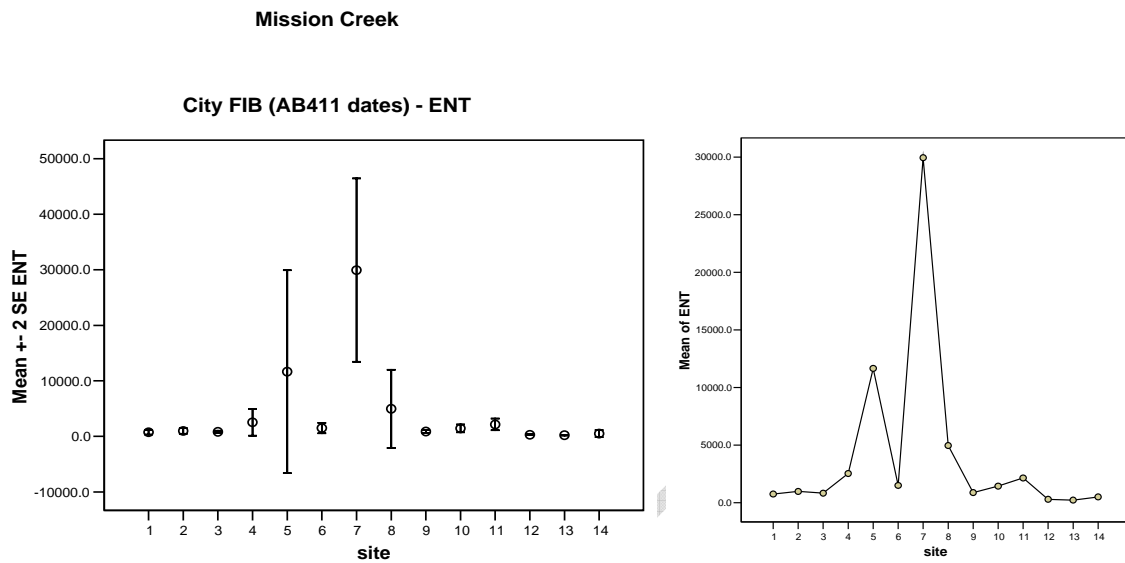 Mission Creek
City FIB (AB411 dates) - ENT
Mean +- 2 SE ENT
50000.0
40000.0
30000.0
20000.0
10000.0
0.0
-10000.0
1 2 3 4 5 6 7 8 9 10 11 12 13 14
site
Mean of ENT
30000.0
25000.0
20000.0
15000.0
10000.0
5000.0
0.0
1 2 3 4 5 6 7 8 9 10 11 12 13 14
site